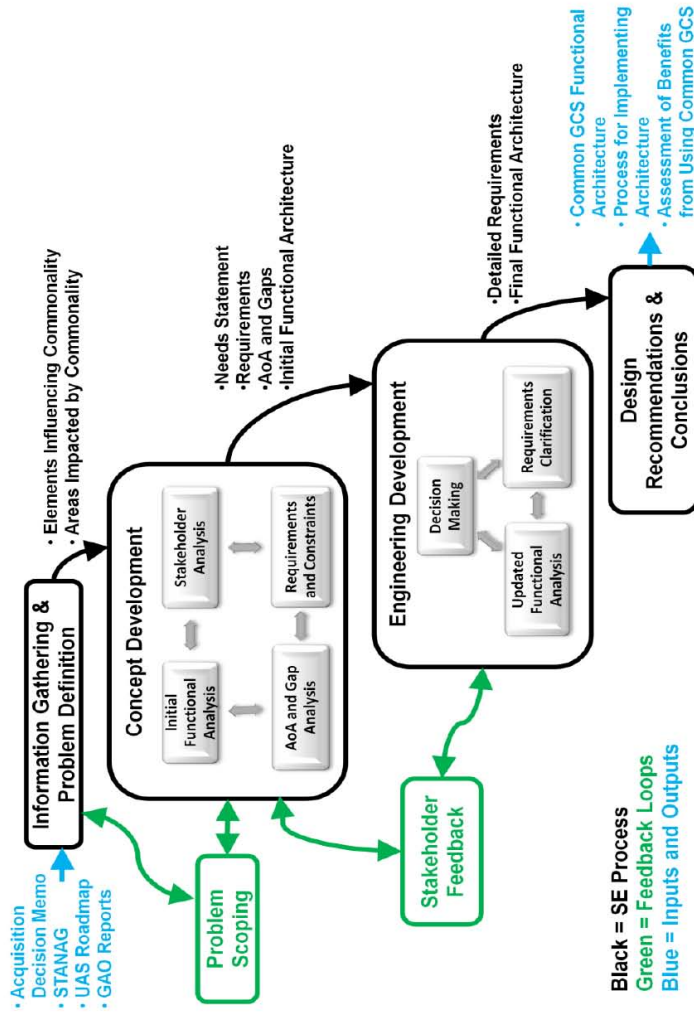 • Acquisition
Decision Memo
• STANAG
• UAS Roadmap
• GAO Reports
Information Gathering &
Problem Definition
• Elements Influencing Commonality
• Areas Impacted by Commonality
Problem
Scoping
Concept Development
Initial
Functional
Analysis
Stakeholder
Analysis
AoA and Gap
Analysis
Requirements
and Constraints
•Needs Statement
•Requirements
•AoA and Gaps
•Initial Functional Architecture
Stakeholder
Feedback
Engineering Development
Decision
Making
Updated
Functional
Analysis
Requirements
Clarification
•Detailed Requirements
•Final Functional Architecture
Design
Recommendations &
Conclusions
• Common GCS Functional
Architecture
• Process for Implementing
Architecture
• Assessment of Benefits
from Using Common GCS
Black = SE Process
Green = Feedback Loops
Blue = Inputs and Outputs